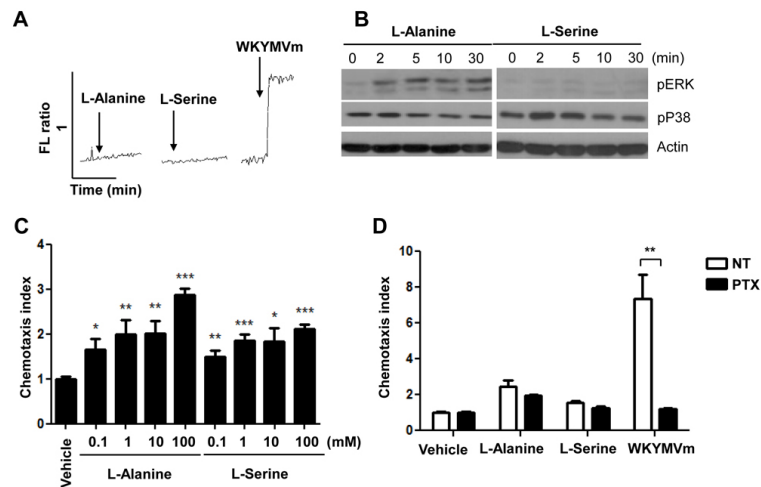 A
WKYMVm
L-Alanine
L-Serine
FL ratio
1
Time (min)
B
L-Alanine
L-Serine
0 2 5 10 30 0 2 5 10 30 (min)
pERK
pP38
Actin
C
Chemotaxis index
4
3
2
1
0
* ** ** *** ** *** * ***
Vehicle
0.1 1 10 100 0.1 1 10 100 (mM)
L-Alanine
L-Serine
D
Chemotaxis index
10
8
6
4
2
0
**
NT
PTX
Vehicle L-Alanine L-Serine WKYMVm